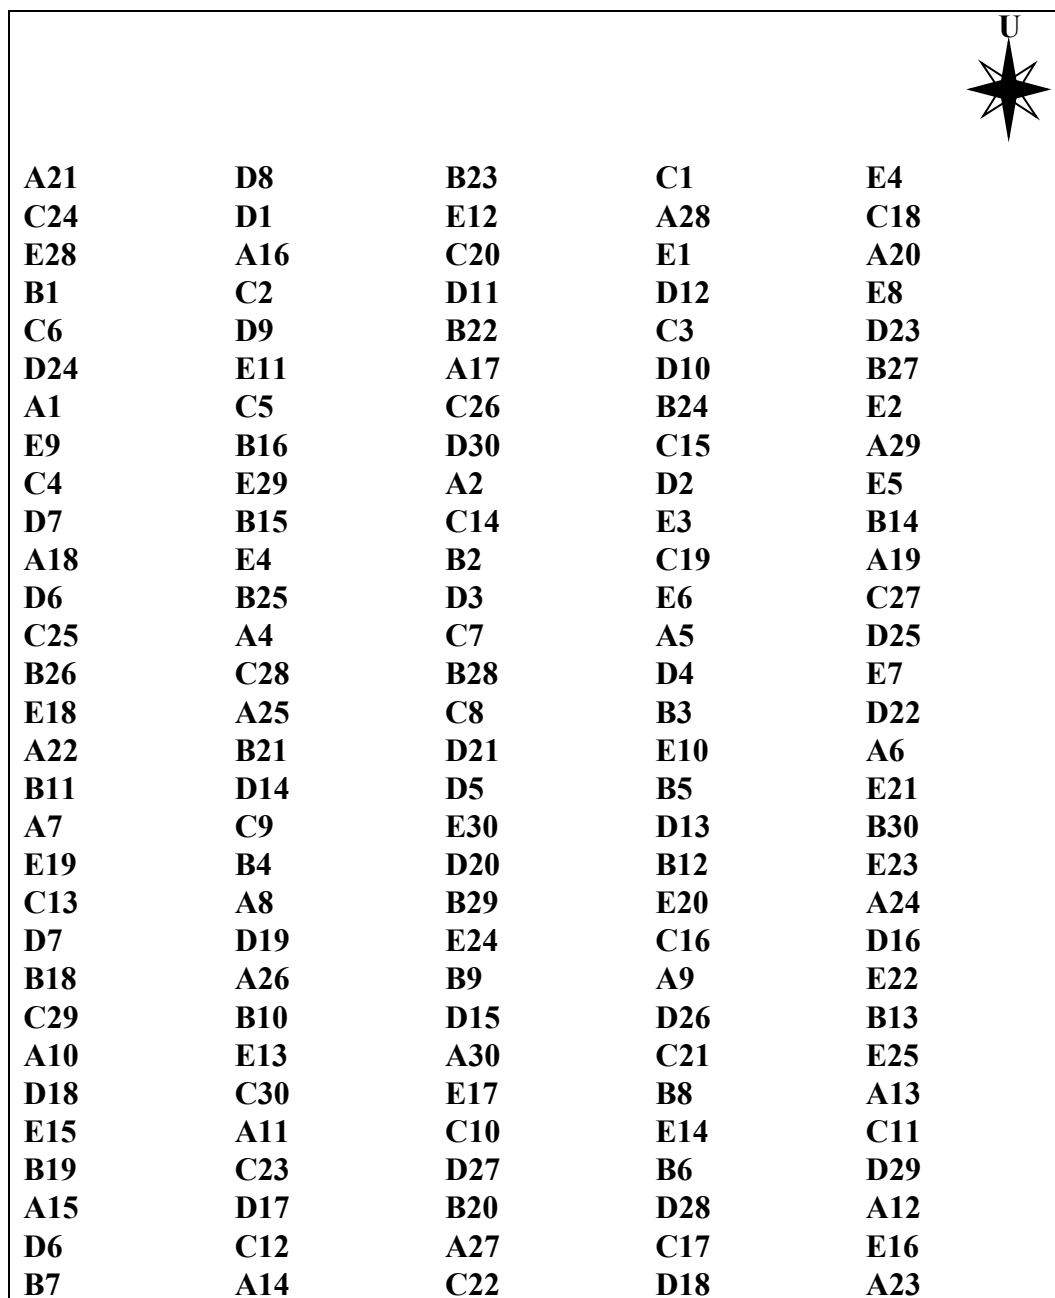 U
A21 D8 B23 C1 E4
C24 D1 E12 A28 C18
E28 A16 C20 E1 A20
B1 C2 D11 D12 E8
C6 D9 B22 C3 D23
D24 E11 A17 D10 B27
A1 C5 C26 B24 E2
E9 B16 D30 C15 A29
C4 E29 A2 D2 E5
D7 B15 C14 E3 B14
A18 E4 B2 C19 A19
D6 B25 D3 E6 C27
C25 A4 C7 A5 D25
B26 C28 B28 D4 E7
E18 A25 C8 B3 D22
A22 B21 D21 E10 A6
B11 D14 D5 B5 E21
A7 C9 E30 D13 B30
E19 B4 D20 B12 E23
C13 A8 B29 E20 A24
D7 D19 E24 C16 D16
B18 A26 B9 A9 E22
C29 B10 D15 D26 B13
A10 E13 A30 C21 E25
D18 C30 E17 B8 A13
E15 A11 C10 E14 C11
B19 C23 D27 B6 D29
A15 D17 B20 D28 A12
D6 C12 A27 C17 E16
B7 A14 C22 D18 A23